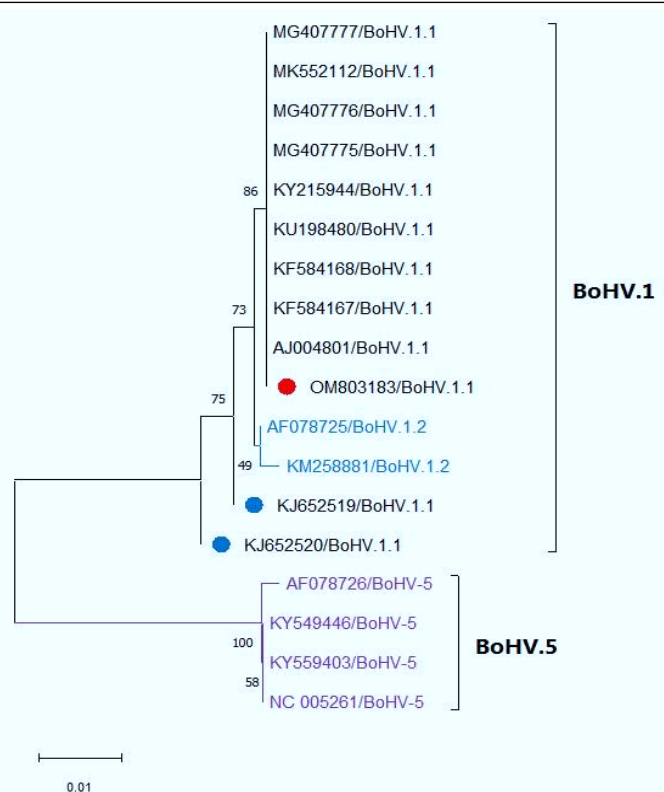 MG407777/BoHV.1.1
MK552112/BoHV.1.1
MG407776/BoHV.1.1
MG407775/BoHV.1.1
86
KY215944/BoHV.1.1
KU198480/BoHV.1.1
KF584168/BoHV.1.1
BoHV.1
73
KF584167/BoHV.1.1
AJ004801/BoHV.1.1
OM803183/BoHV.1.1
75
AF078725/BoHV.1.2
49
KM258881/BoHV.1.2
KJ652519/BoHV.1.1
KJ652520/BoHV.1.1
AF078726/BoHV-5
KY549446/BoHV-5
100
BoHV.5
KY559403/BoHV-5
58
NC 005261/BoHV-5
0.01